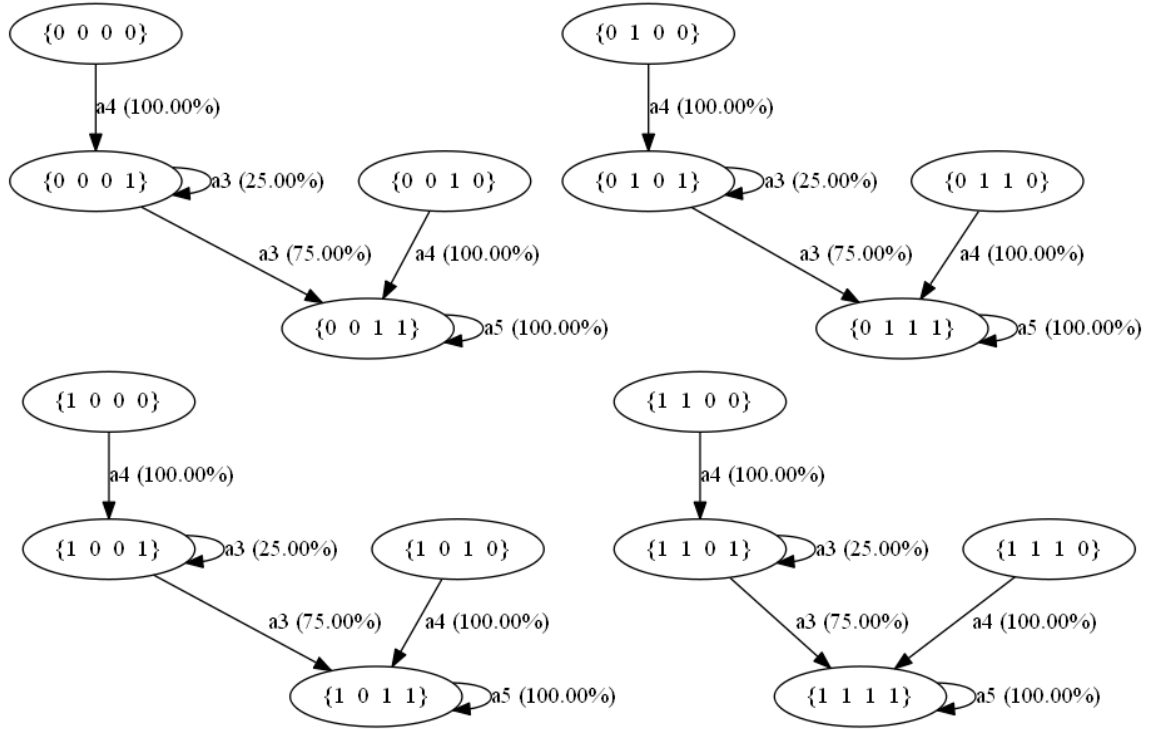 {0 0 0 0}
{0 1 0 0}
a4 (100.00%)
a4 (100.00%)
{0 0 0 1}
a3 (25.00%)
{0 0 1 0}
{0 1 0 1}
a3 (25.00%)
{0 1 1 0}
a3 (75.00%)
a4 (100.00%)
a3 (75.00%)
a4 (100.00%)
{0 0 1 1}
a5 (100.00%)
{0 1 1 1}
a5 (100.00%)
{1 0 0 0}
{1 1 0 0}
a4 (100.00%)
a4 (100.00%)
{1 0 0 1}
a3 (25.00%)
{1 0 1 0}
{1 1 0 1}
a3 (25.00%)
{1 1 1 0}
a3 (75.00%)
a4 (100.00%)
a3 (75.00%)
a4 (100.00%)
{1 0 1 1}
a5 (100.00%)
{1 1 1 1}
a5 (100.00%)